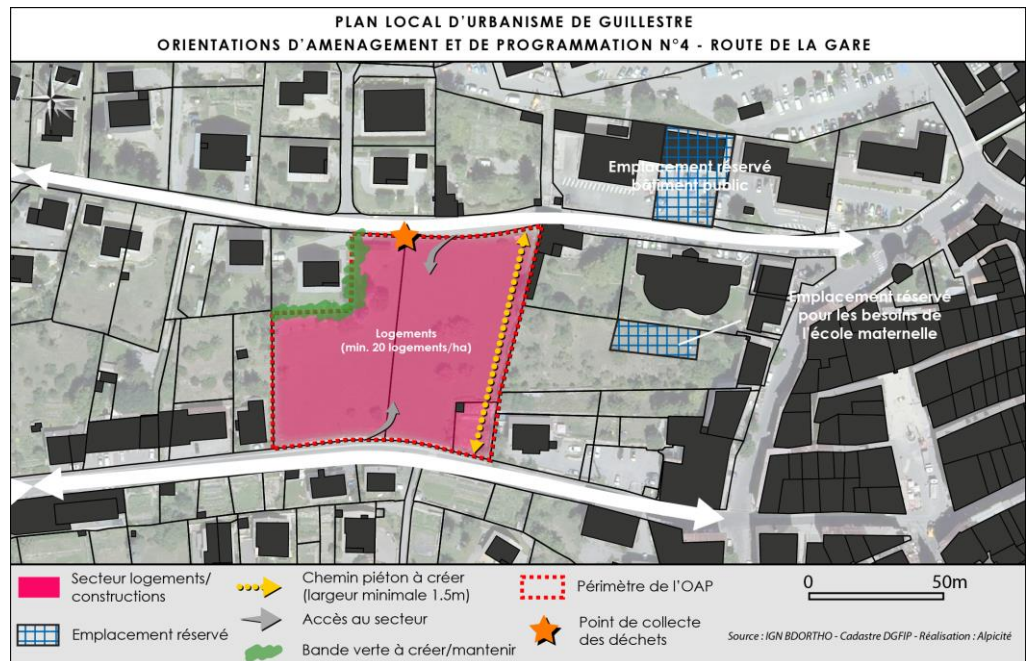 PLAN LOCAL D'URBANISME DE GUILLESTRE
ORIENTATIONS D'AMENAGEMENT ET DE PROGRAMMATION N°4 - ROUTE DE LA GARE
Emplacement réservé
bâtiment public
Emplacement réservé
pour les besoins de
l'école maternelle
Logements
(min. 20 logements/ha)
Secteur logements/
constructions
Emplacement réservé
Chemin piéton à créer
(largeur minimale 1.5m)
Accès au secteur
Bande verte à créer/mantenir
Périmètre de l'OAP
Point de collecte
des déchets
0 50m
Source : IGN BDORTHO - Cadastre DGFIP - Réalisation : Alpicité